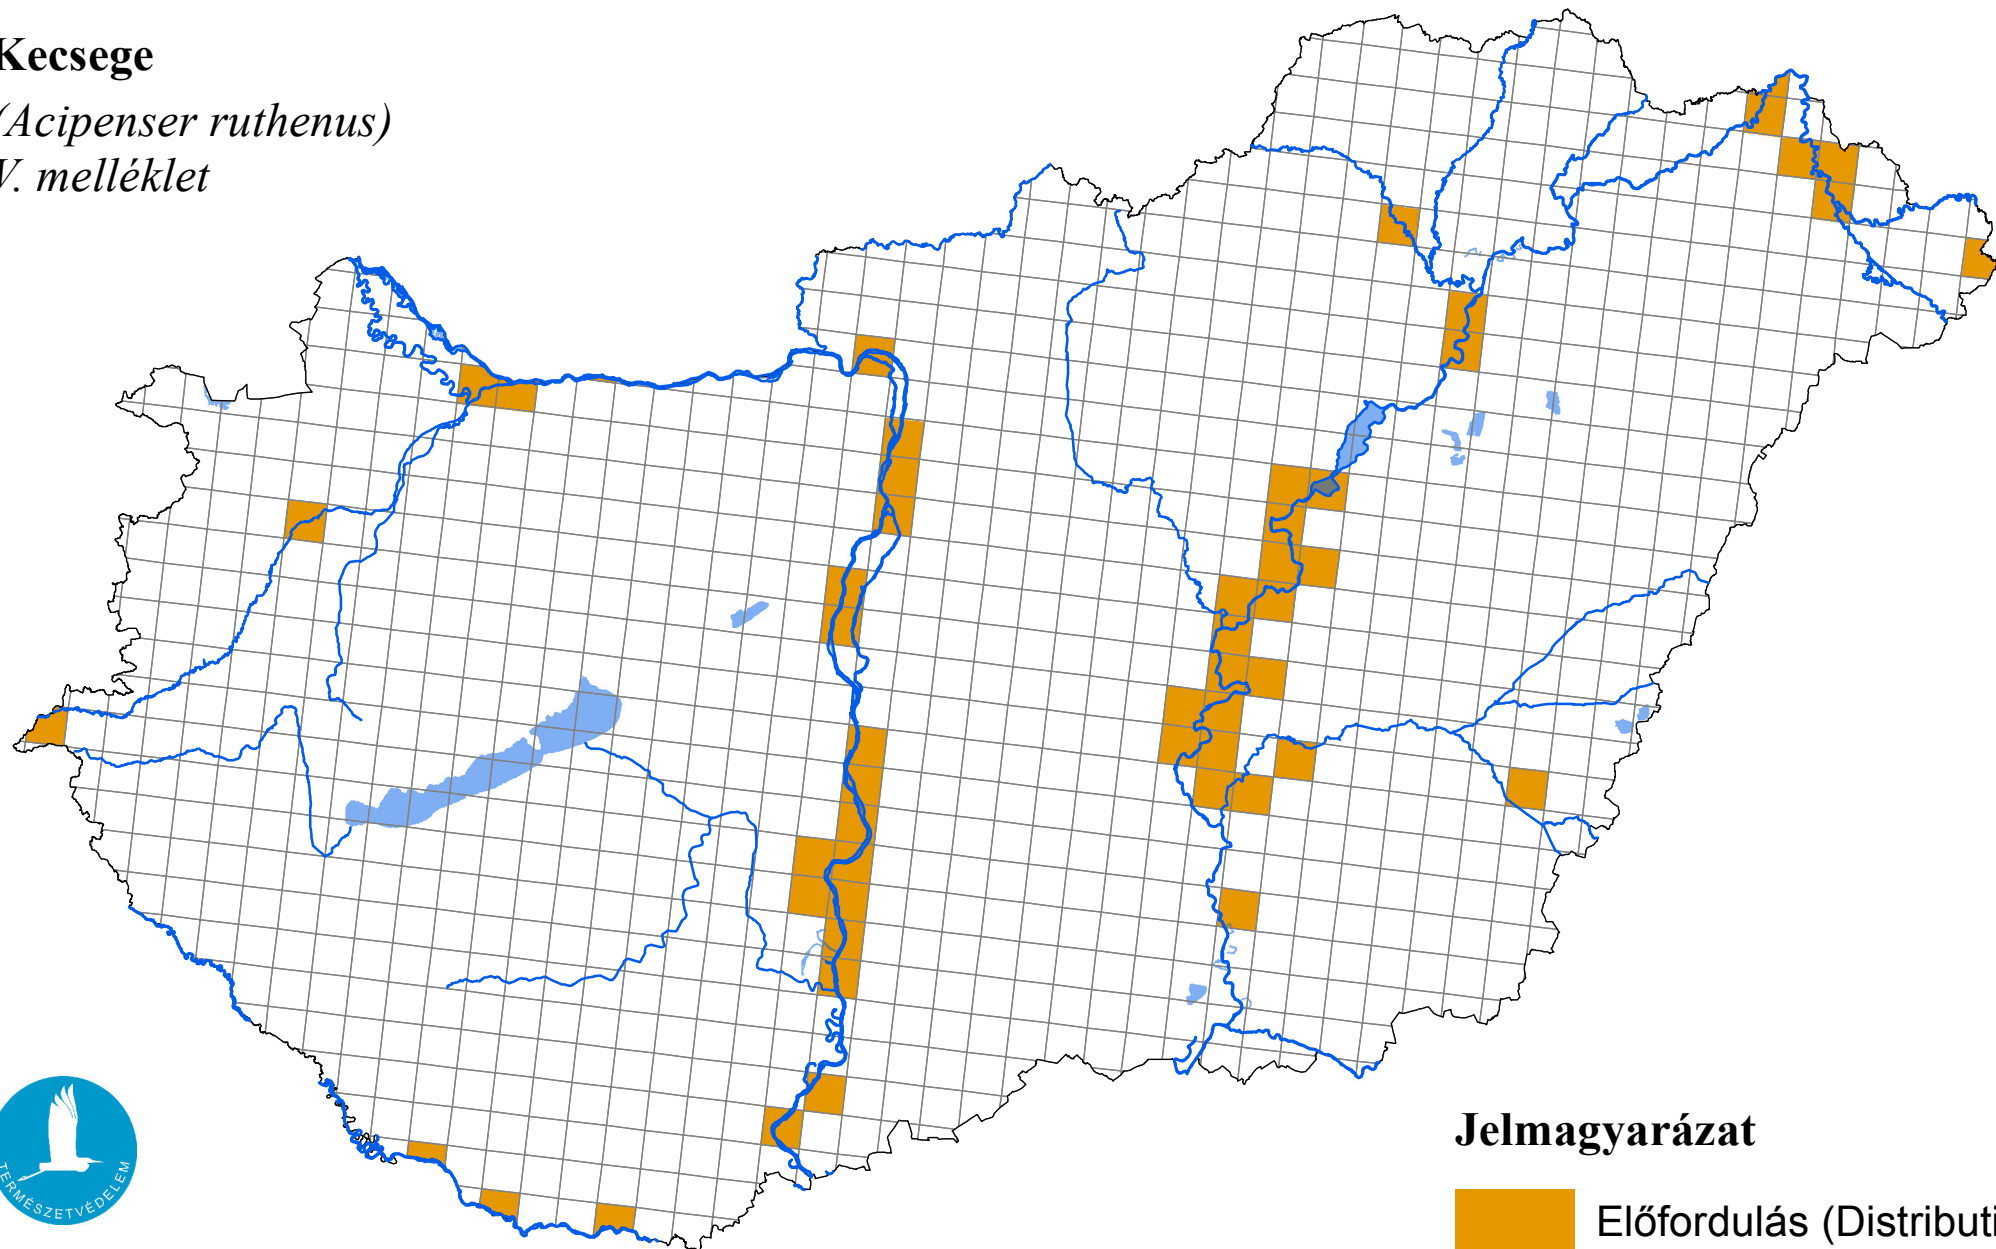 Kecsege
(Acipenser ruthenus)
V. melléklet
TERMÉSZETVÉDELEM
Jelmagyarázat
Előfordulás (Distributi